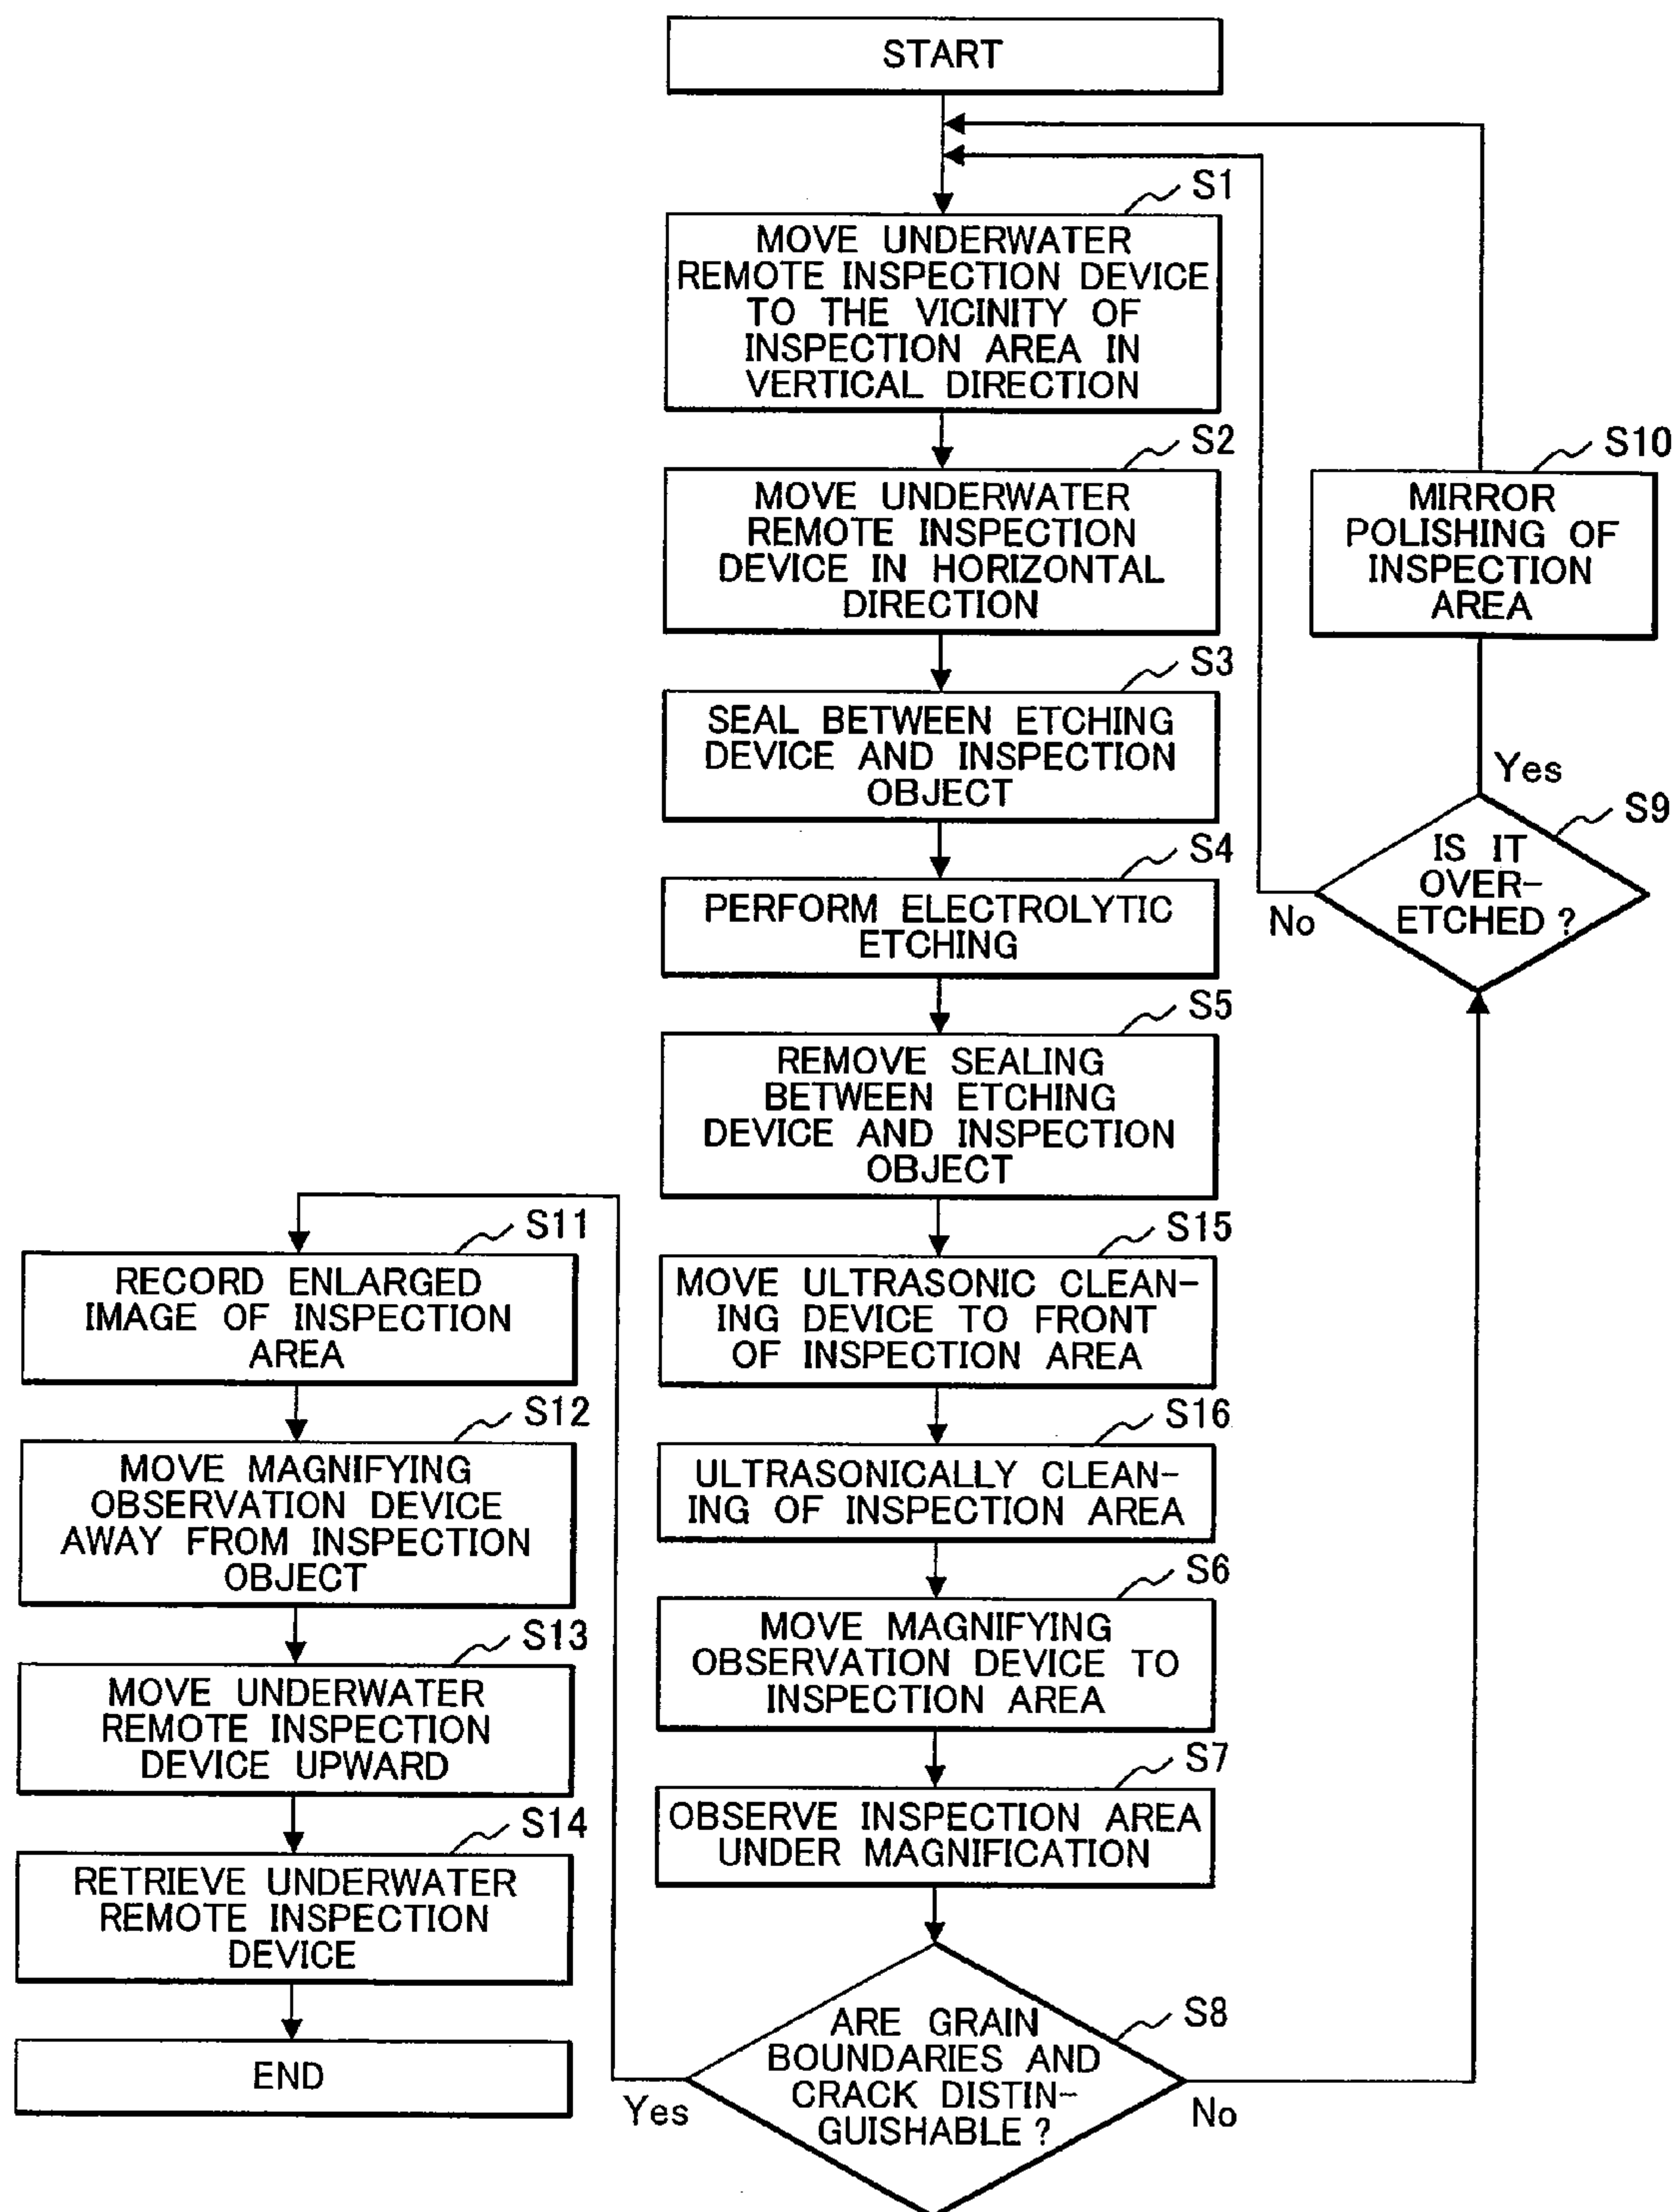 START
S1
MOVE UNDERWATER
REMOTE INSPECTION DEVICE
TO THE VICINITY OF
INSPECTION AREA IN
VERTICAL DIRECTION
S2
MOVE UNDERWATER
REMOTE INSPECTION
DEVICE IN HORIZONTAL
DIRECTION
S3
SEAL BETWEEN ETCHING
DEVICE AND INSPECTION
OBJECT
S4
PERFORM ELECTROLYTIC
ETCHING
S5
REMOVE SEALING
BETWEEN ETCHING
DEVICE AND INSPECTION
OBJECT
S15
MOVE ULTRASONIC CLEAN-
ING DEVICE TO FRONT
OF INSPECTION AREA
S16
ULTRASONICALLY CLEAN-
ING OF INSPECTION AREA
S6
MOVE MAGNIFYING
OBSERVATION DEVICE TO
INSPECTION AREA
S7
OBSERVE INSPECTION AREA
UNDER MAGNIFICATION
S8
ARE GRAIN
BOUNDARIES AND
CRACK DISTIN-
GUISHABLE ?
Yes
No
S9
IS IT
OVER-
ETCHED ?
Yes
No
S10
MIRROR
POLISHING OF
INSPECTION
AREA
S11
RECORD ENLARGED
IMAGE OF INSPECTION
AREA
S12
MOVE MAGNIFYING
OBSERVATION DEVICE
AWAY FROM INSPECTION
OBJECT
S13
MOVE UNDERWATER
REMOTE INSPECTION
DEVICE UPWARD
S14
RETRIEVE UNDERWATER
REMOTE INSPECTION
DEVICE
END